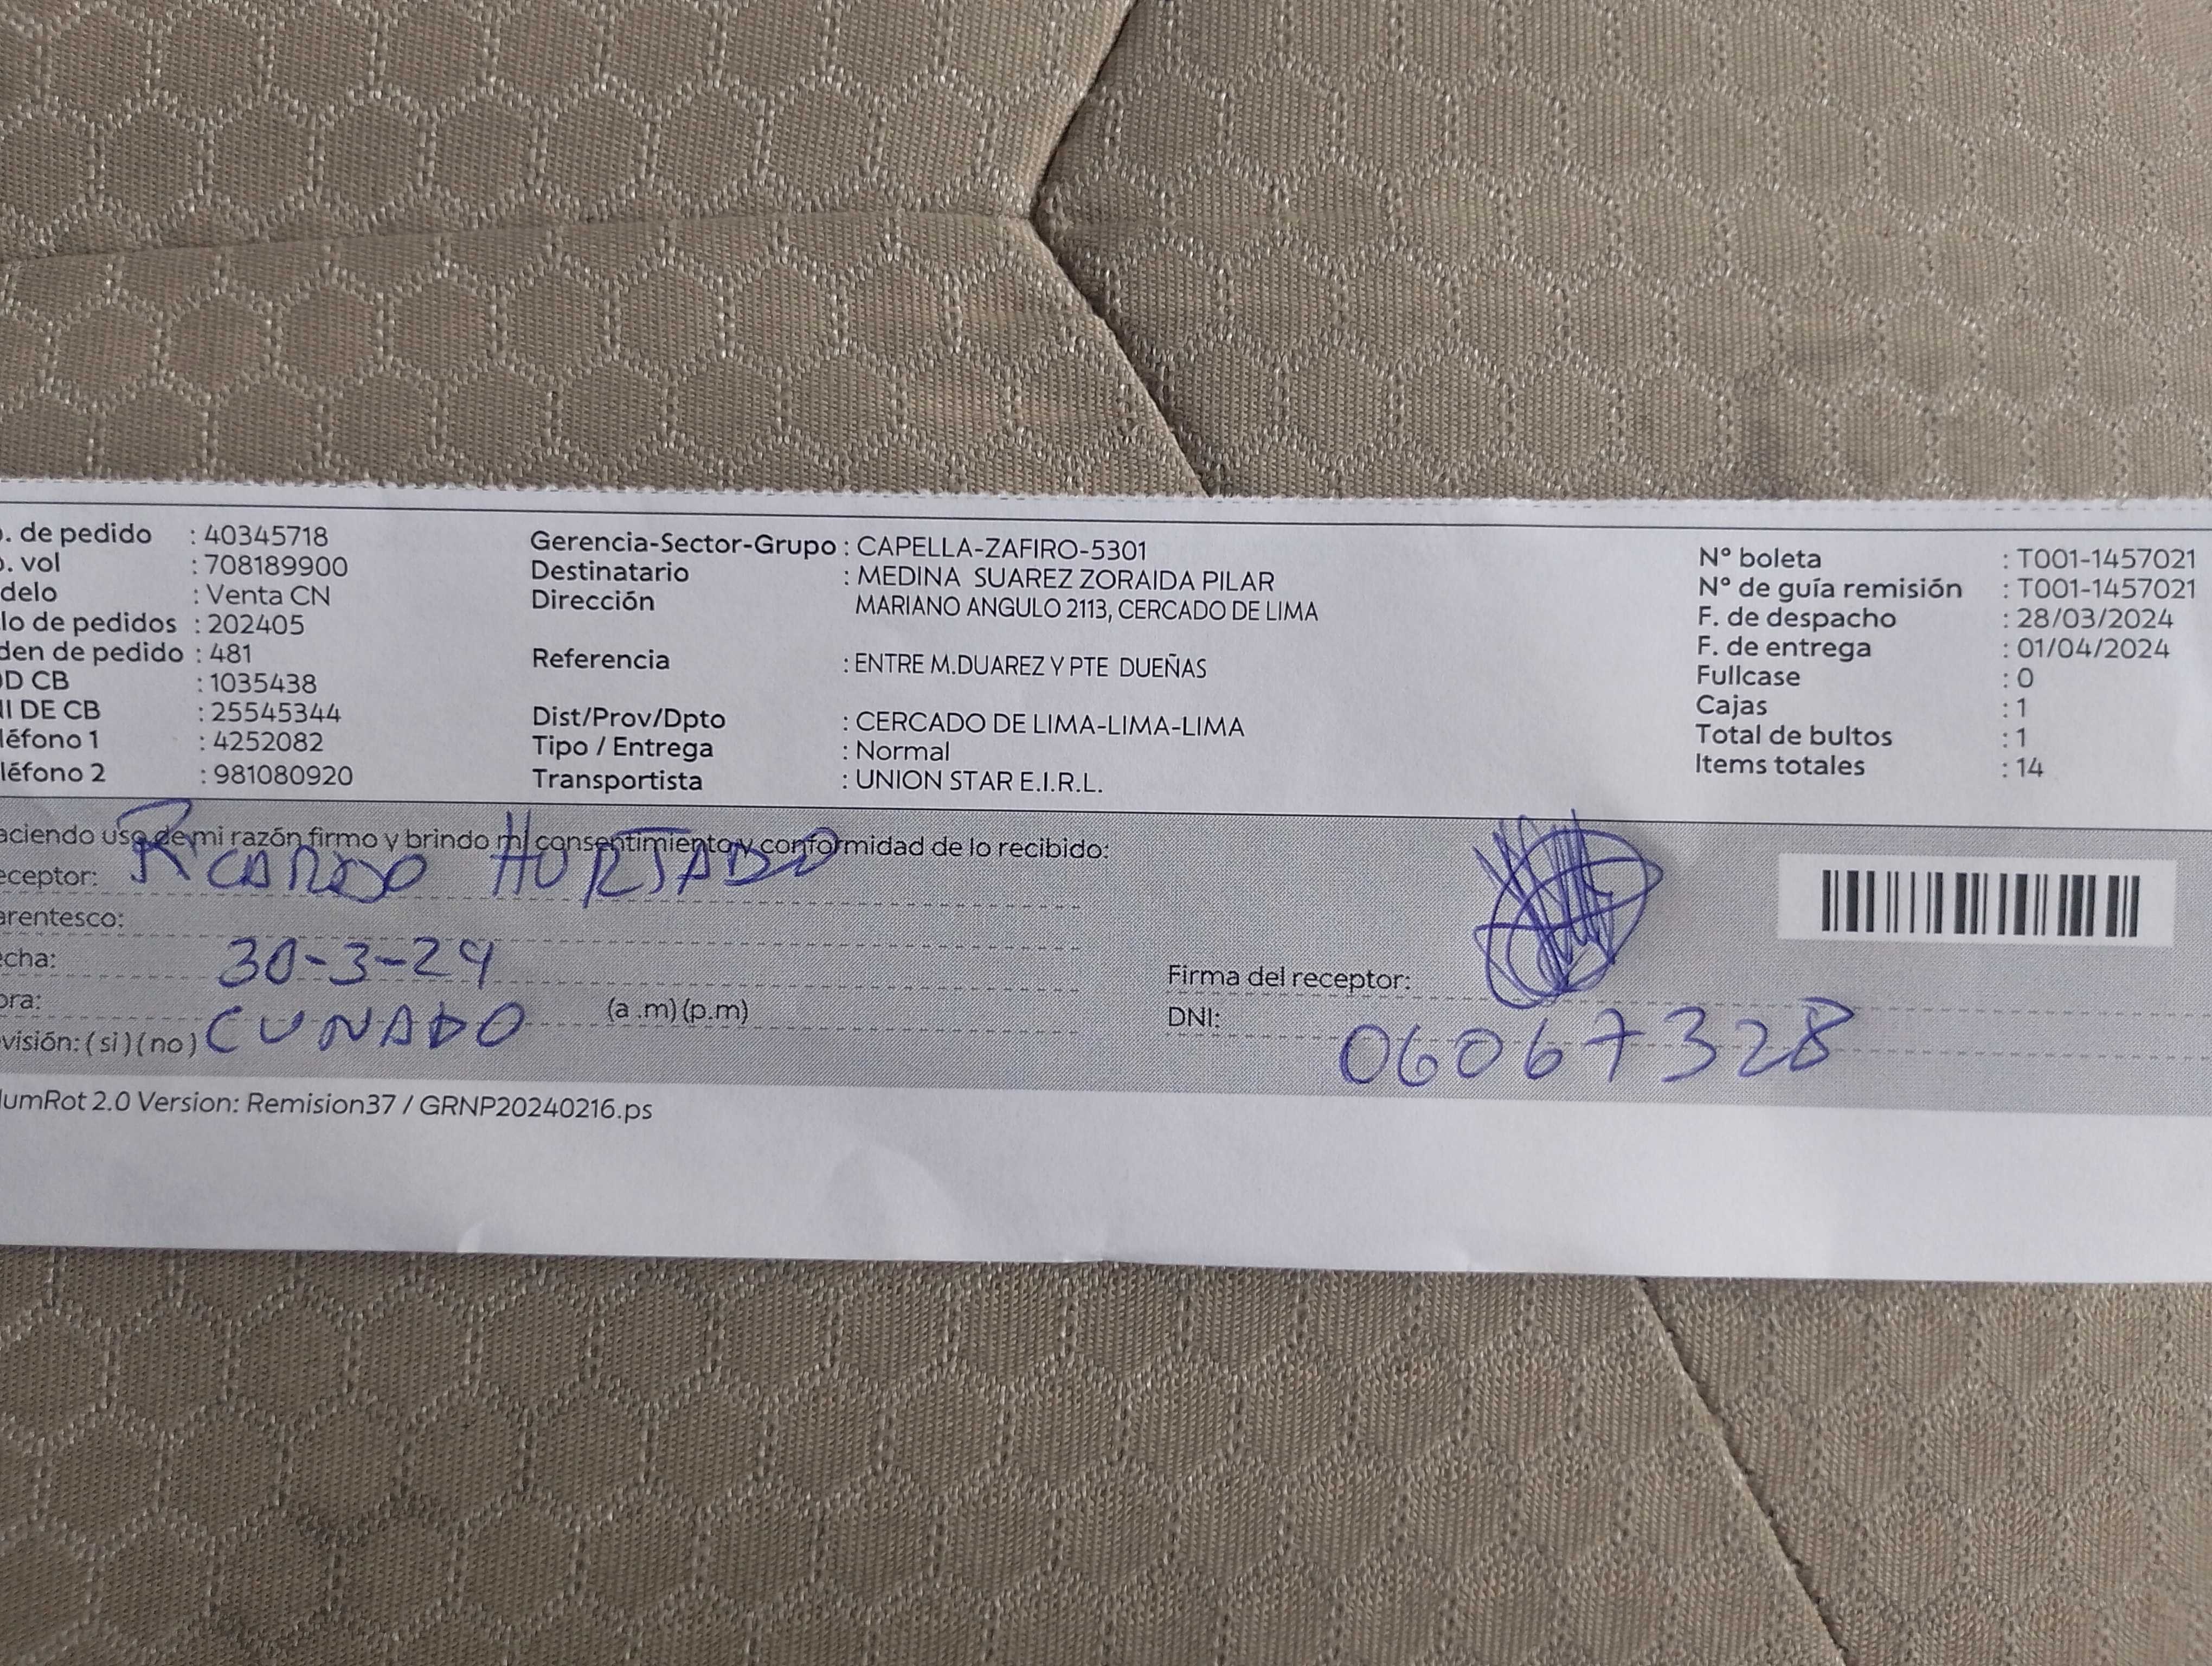 . de pedido : 40345718
. vol : 708189900
delo : Venta CN
lo de pedidos : 202405
den de pedido : 481
D CB : 1035438
I DE CB : 25545344
léfono 1 : 4252082
léfono 2 : 981080920
Gerencia-Sector-Grupo : CAPELLA-ZAFIRO-5301
Destinatario : MEDINA SUAREZ ZORAIDA PILAR
Dirección MARIANO ANGULO 2113, CERCADO DE LIMA
Referencia : ENTRE M.DUAREZ Y PTE DUEÑAS
Dist/Prov/Dpto : CERCADO DE LIMA-LIMA-LIMA
Tipo / Entrega : Normal
Transportista : UNION STAR E.I.R.L.
N° boleta : T001-1457021
N° de guía remisión : T001-1457021
F. de despacho : 28/03/2024
F. de entrega : 01/04/2024
Fullcase : 0
Cajas : 1
Total de bultos : 1
Items totales : 14
aciendo uso de mi razón firmo y brindo mi consentimiento y conformidad de lo recibido:
eceptor: RICARDO HURTADO
arentesco:
cha: 30-3-24
ora: (a .m)(p.m)
visión: (si)(no) CUNADO
Firma del receptor:
DNI: 06067328
lumRot 2.0 Version: Remision37 / GRNP20240216.ps